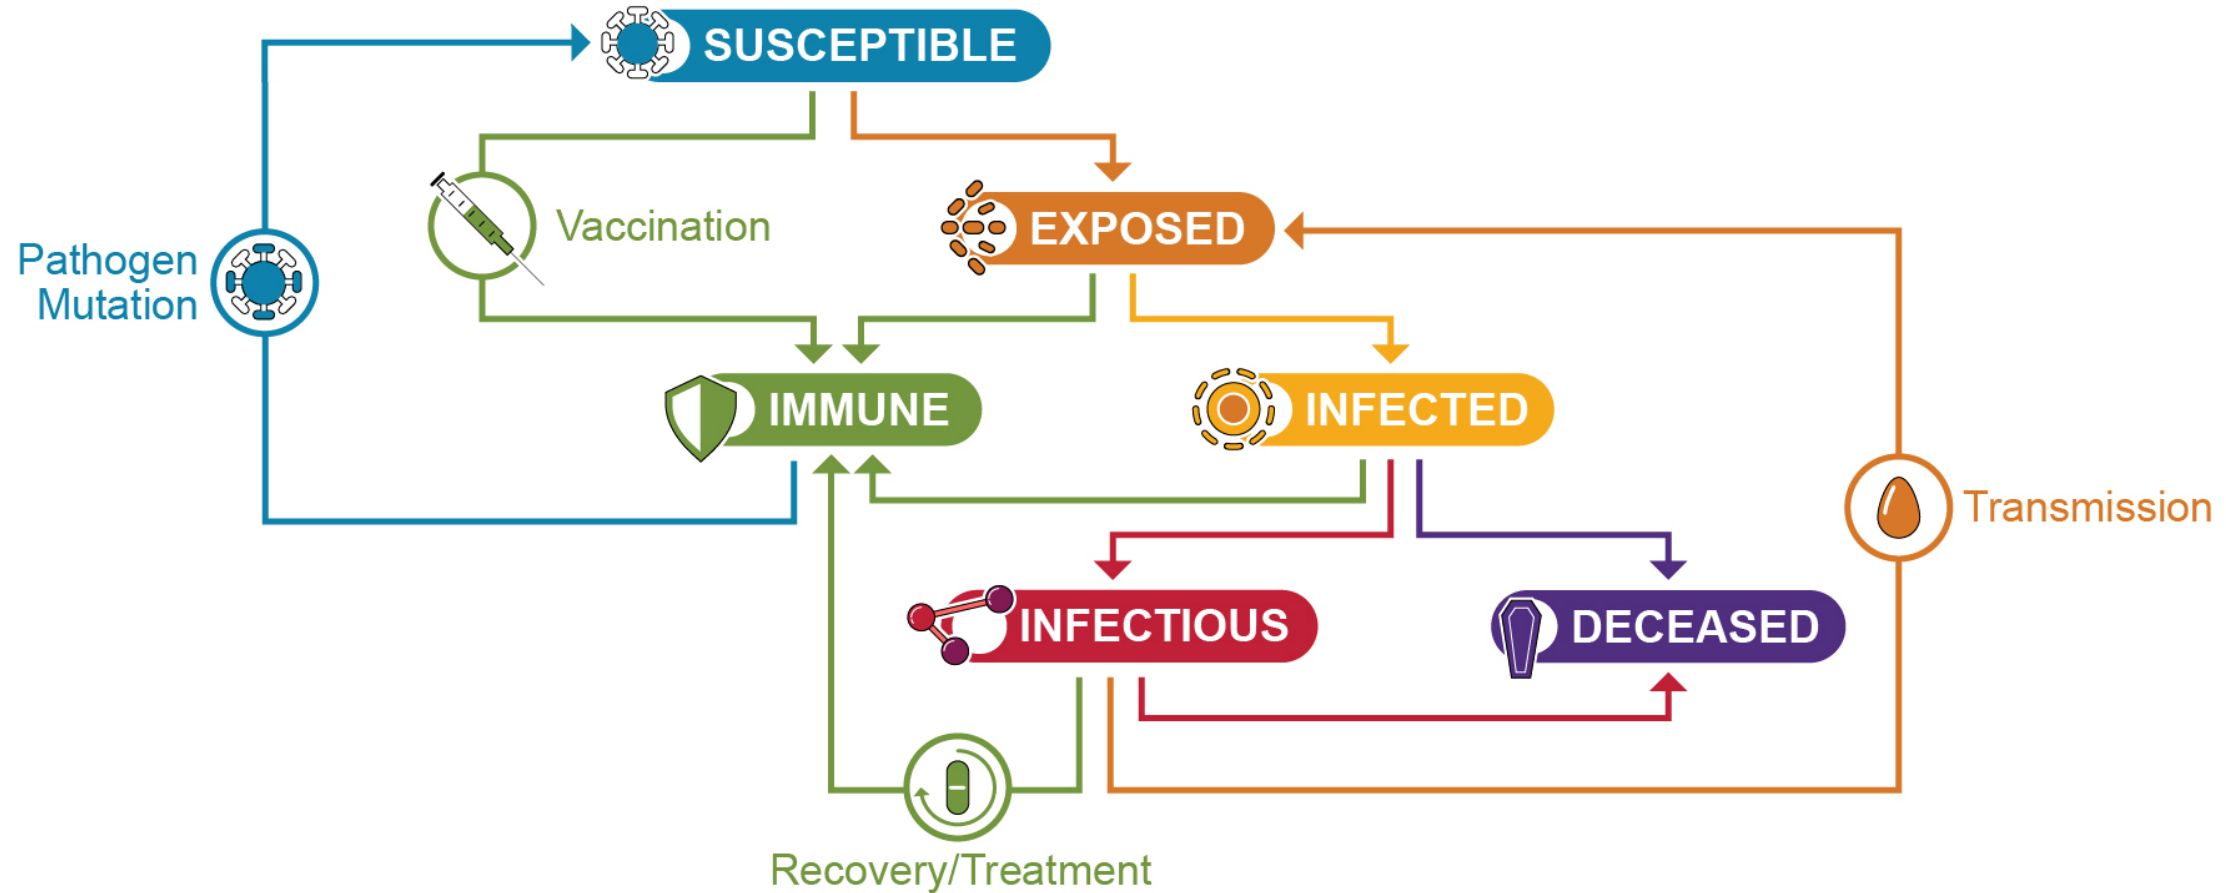 SUSCEPTIBLE
Vaccination
EXPOSED
Pathogen
Mutation
IMMUNE
INFECTED
Transmission
INFECTIOUS
DECEASED
Recovery/Treatment